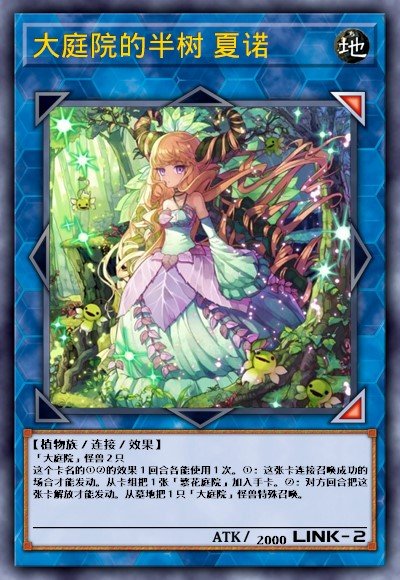 大庭院的半树 夏诺
地
【植物族 / 连接 / 效果】
「大庭院」怪兽2只
这个卡名的①②的效果1回合各能使用1次。①：这张卡连接召唤成功的
场合才能发动。从卡组把1张「繁花庭院」加入手卡。②：对方回合把这
张卡解放才能发动。从墓地把1只「大庭院」怪兽特殊召唤。
ATK/ 2000 LINK-2